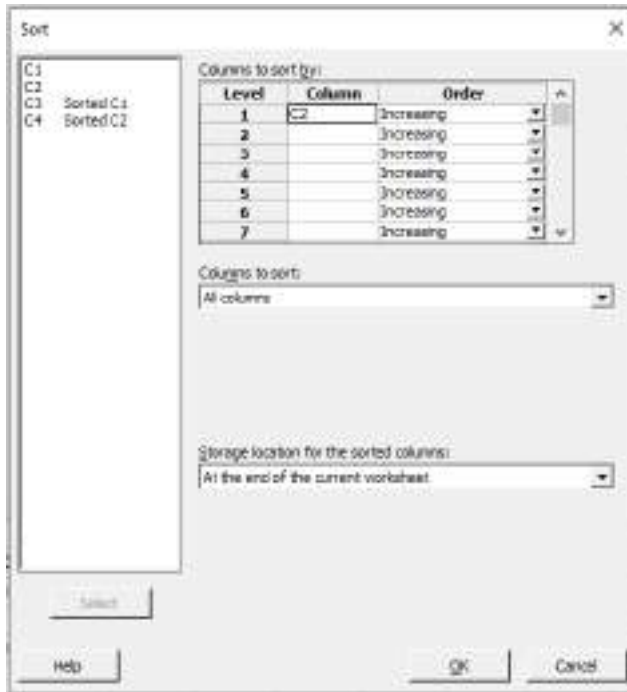 Sort
C1
C2
C3 Sorted C1
C4 Sorted C2
Columns to sort by:
Level Column Order
1 C2 Increasing
2 Increasing
3 Increasing
4 Increasing
5 Increasing
6 Increasing
7 Increasing
Columns to sort:
All columns
Storage location for the sorted columns:
At the end of the current worksheet
Select
Help OK Cancel